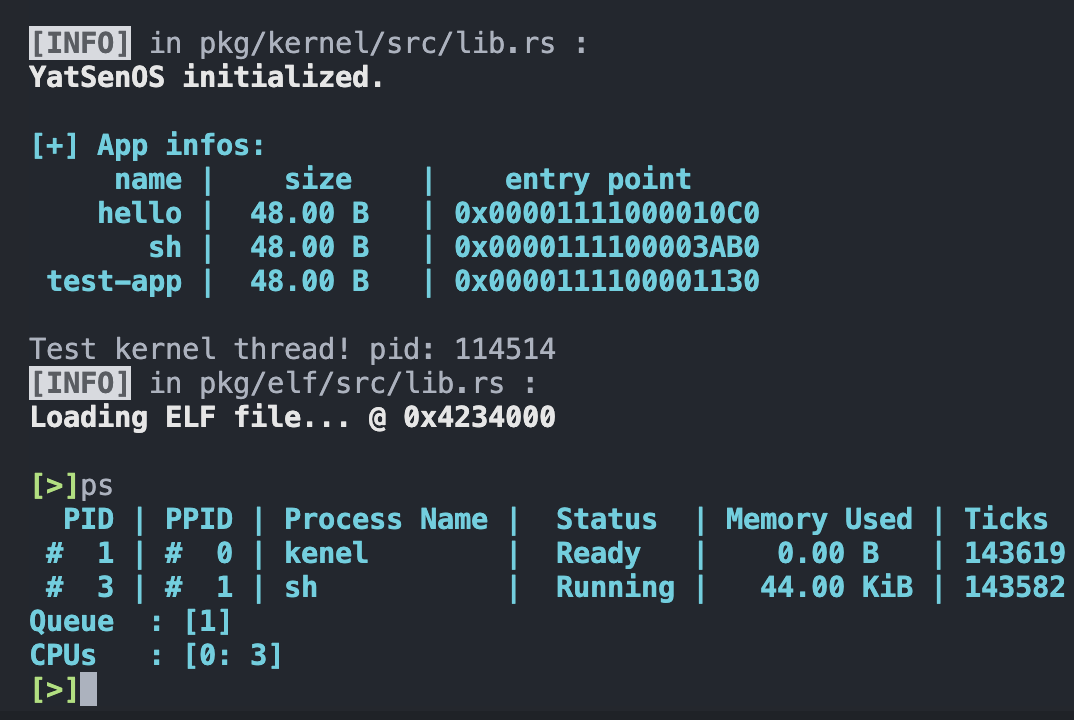 [INFO] in pkg/kernel/src/lib.rs :
YatSenOS initialized.
[+] App infos:
name |    size    |    entry point
hello |  48.00 B   | 0x00001111000010C0
sh |  48.00 B   | 0x0000111100003AB0
test-app |  48.00 B   | 0x0000111100001130
Test kernel thread! pid: 114514
[INFO] in pkg/elf/src/lib.rs :
Loading ELF file... @ 0x4234000
[>]ps
PID | PPID | Process Name |  Status  | Memory Used | Ticks
#  1 | #  0 | kenel        |  Ready   |    0.00 B   | 143619
#  3 | #  1 | sh           |  Running |   44.00 KiB | 143582
Queue  : [1]
CPUs   : [0: 3]
[>]